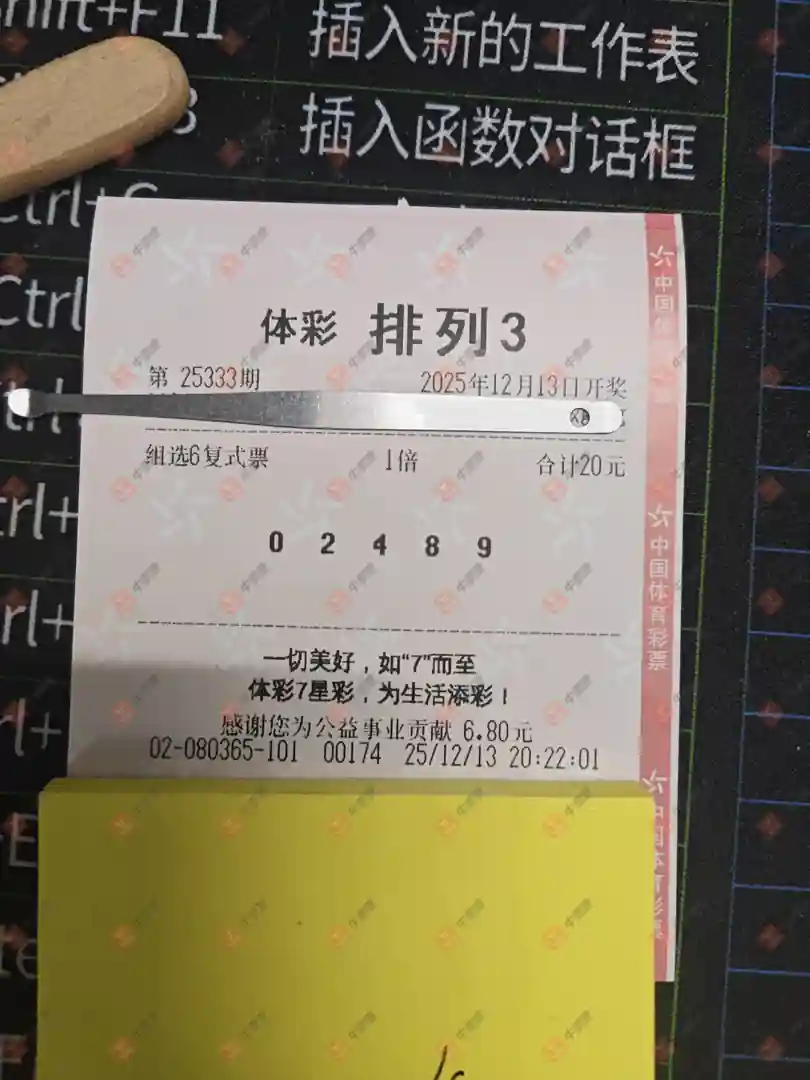 Shift+F11 插入新的工作表
插入函数对话框
体彩 排列3
第 25333期 2025年12月13日开奖
组选6复式票 1倍 合计20元
0 2 4 8 9
一切美好，如“7”而至
体彩7星彩，为生活添彩！
感谢您为公益事业贡献 6.80元
02-080365-101 00174 25/12/13 20:22:01
中国体育彩票